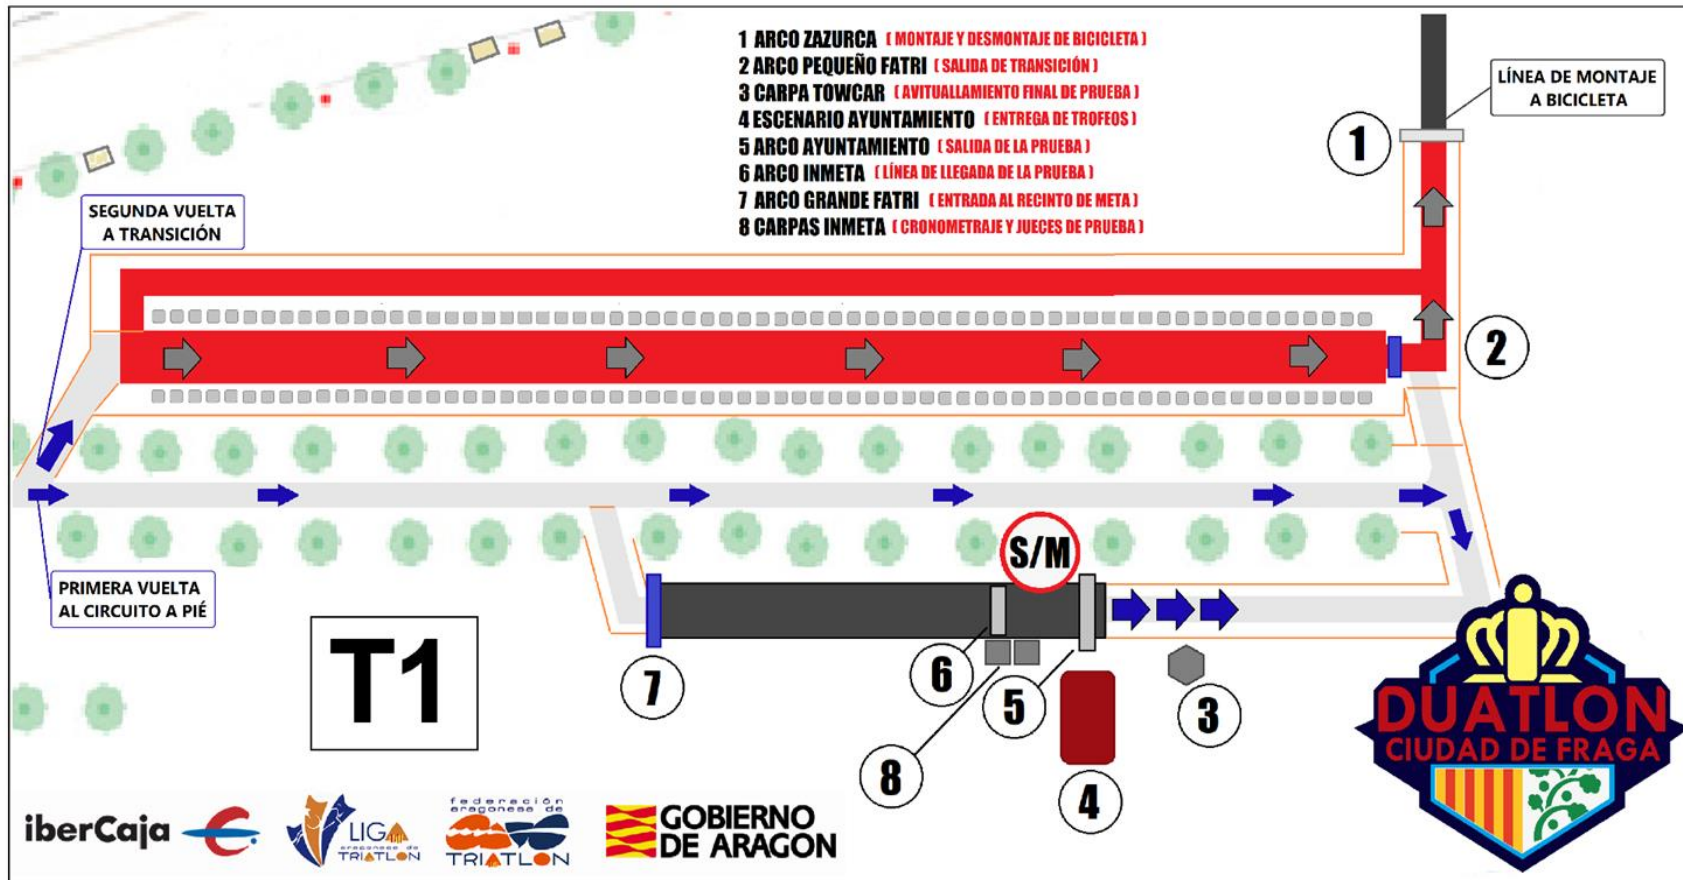 1 ARCO ZAZURCA ( MONTAJE Y DESMONTAJE DE BICICLETA )
2 ARCO PEQUEÑO FATRI ( SALIDA DE TRANSICIÓN )
3 CARPA TOWCAR ( AVITUALLAMIENTO FINAL DE PRUEBA )
4 ESCENARIO AYUNTAMIENTO ( ENTREGA DE TROFEOS )
5 ARCO AYUNTAMIENTO ( SALIDA DE LA PRUEBA )
6 ARCO INMETA ( LÍNEA DE LLEGADA DE LA PRUEBA )
7 ARCO GRANDE FATRI ( ENTRADA AL RECINTO DE META )
8 CARPAS INMETA ( CRONOMETRAJE Y JUECES DE PRUEBA )
LÍNEA DE MONTAJE
A BICICLETA
1
SEGUNDA VUELTA
A TRANSICIÓN
2
S/M
PRIMERA VUELTA
AL CIRCUITO A PIÉ
T1
7
6
5
3
8
4
DUATLON
CIUDAD DE FRAGA
iberCaja
LIGA
aragonesa de
TRIATLON
federación
aragonesa de
TRIATLON
GOBIERNO
DE ARAGON